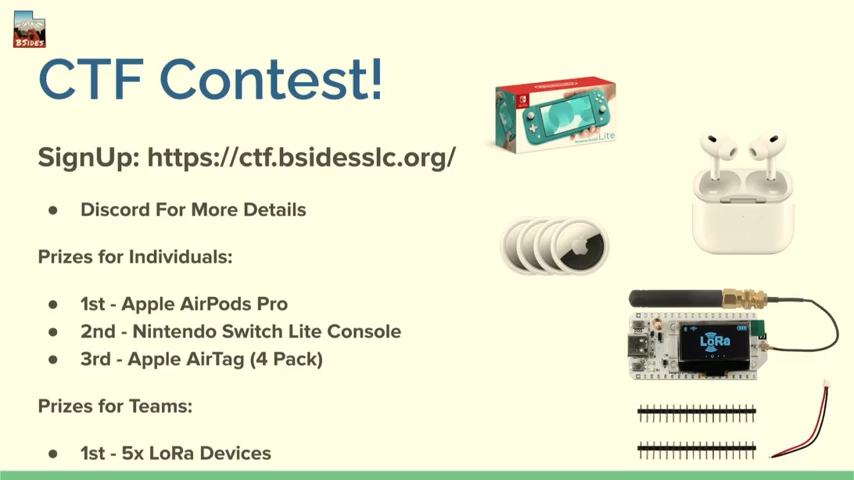 BSIDES
CTF Contest!
SignUp: https://ctf.bsidesslc.org/
● Discord For More Details
Prizes for Individuals:
● 1st - Apple AirPods Pro
● 2nd - Nintendo Switch Lite Console
● 3rd - Apple AirTag (4 Pack)
Prizes for Teams:
● 1st - 5x LoRa Devices
Lite
LoRa